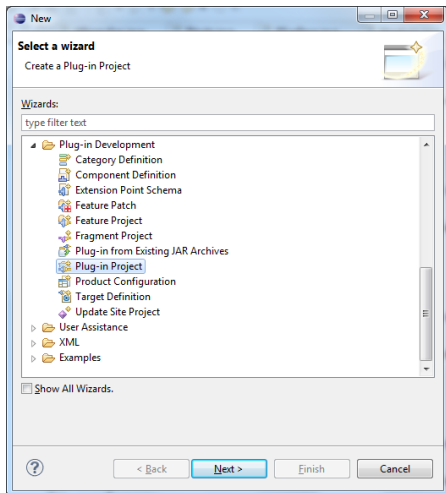 New
Select a wizard
Create a Plug-in Project
Wizards:
type filter text
Plug-in Development
Category Definition
Component Definition
Extension Point Schema
Feature Patch
Feature Project
Fragment Project
Plug-in from Existing JAR Archives
Plug-in Project
Product Configuration
Target Definition
Update Site Project
User Assistance
XML
Examples
Show All Wizards.
? < Back Next > Finish Cancel